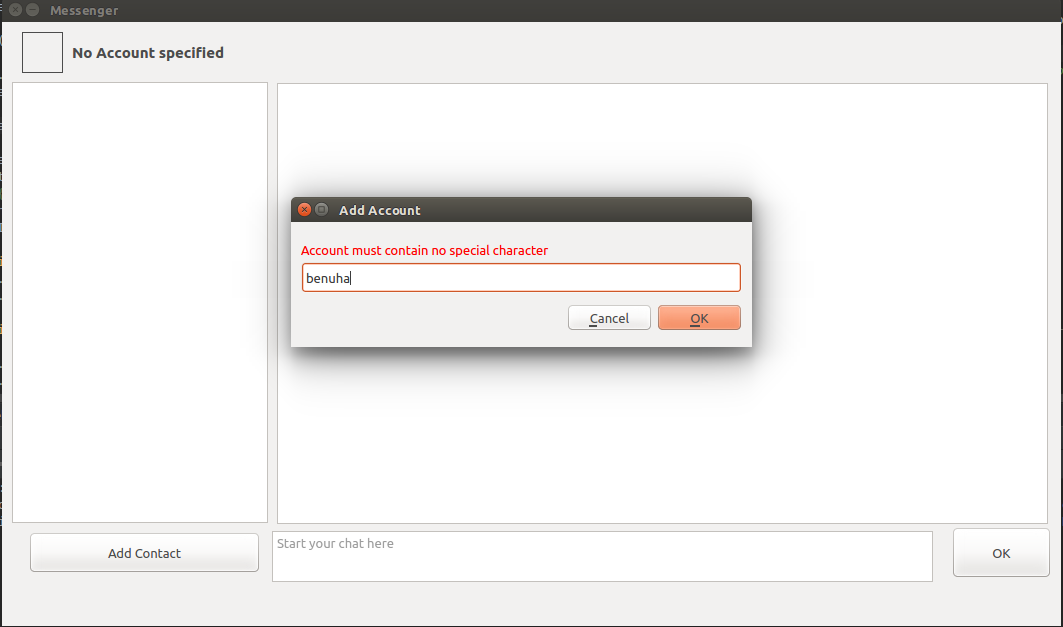 Messenger
No Account specified
Add Account
Account must contain no special character
benuha
Cancel
OK
Add Contact
Start your chat here
OK